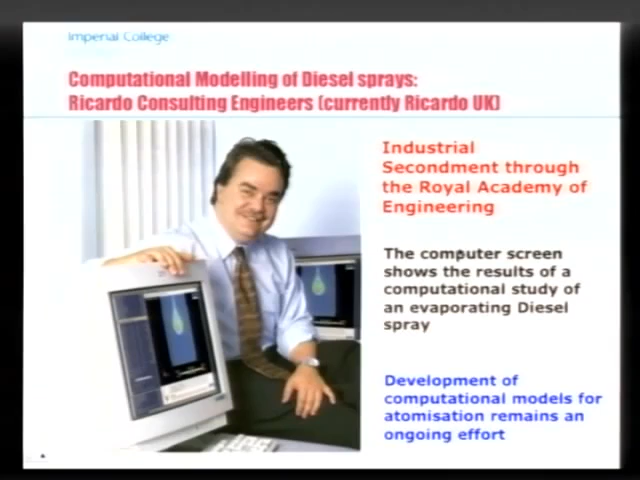 Imperial College
Computational Modelling of Diesel sprays:
Ricardo Consulting Engineers (currently Ricardo UK)
Industrial
Secondment through
the Royal Academy of
Engineering
The computer screen
shows the results of a
computational study of
an evaporating Diesel
spray
Development of
computational models for
atomisation remains an
ongoing effort